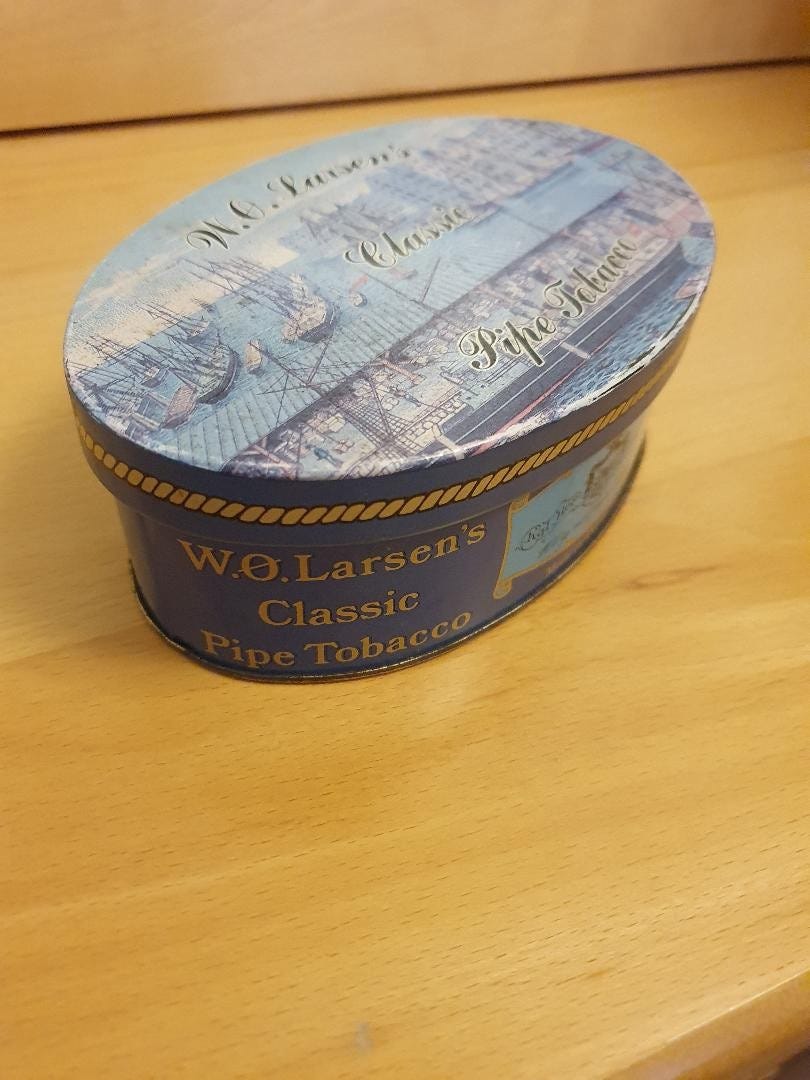 W.Ø. Larsen's
Classic
Pipe Tobacco
W.Ø. Larsen's
Classic
Pipe Tobacco